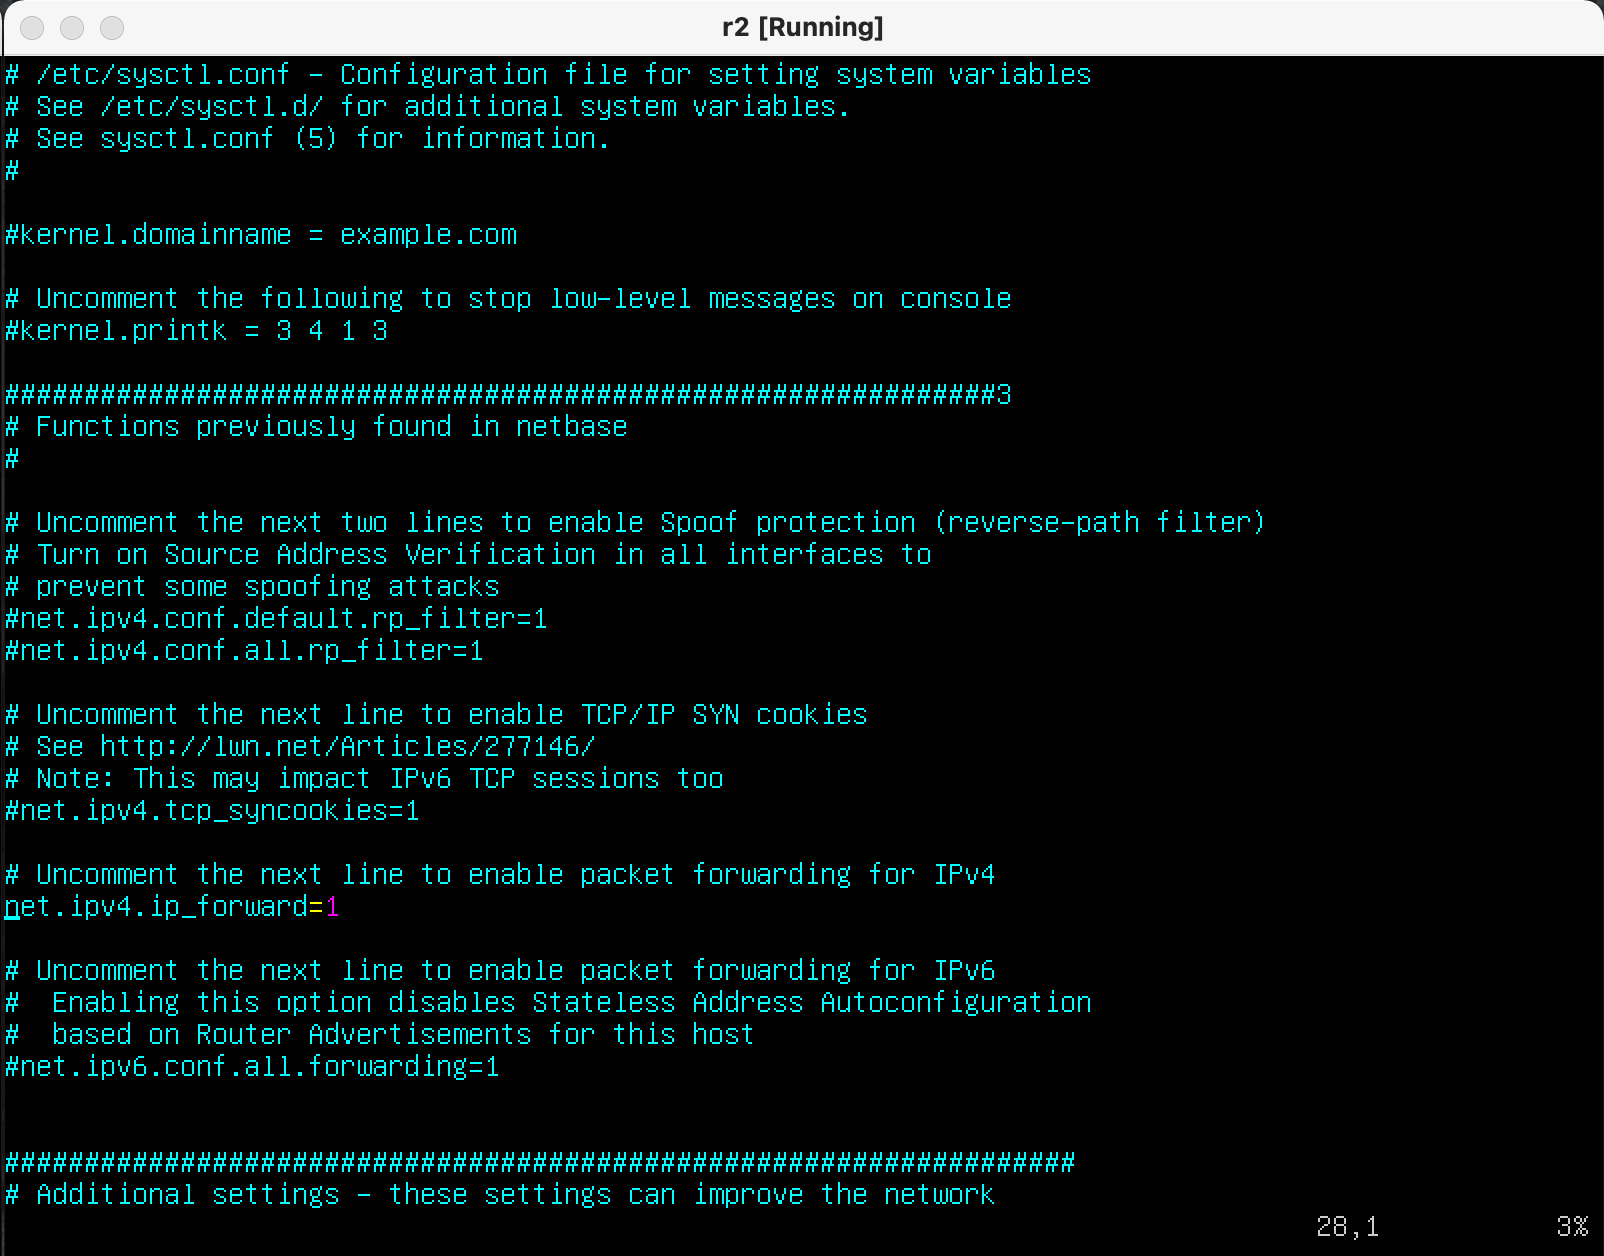 r2 [Running]
# /etc/sysctl.conf - Configuration file for setting system variables
# See /etc/sysctl.d/ for additional system variables.
# See sysctl.conf (5) for information.
#
#kernel.domainname = example.com
# Uncomment the following to stop low-level messages on console
#kernel.printk = 3 4 1 3
##############################################################3
# Functions previously found in netbase
#
# Uncomment the next two lines to enable Spoof protection (reverse-path filter)
# Turn on Source Address Verification in all interfaces to
# prevent some spoofing attacks
#net.ipv4.conf.default.rp_filter=1
#net.ipv4.conf.all.rp_filter=1
# Uncomment the next line to enable TCP/IP SYN cookies
# See http://lwn.net/Articles/277146/
# Note: This may impact IPv6 TCP sessions too
#net.ipv4.tcp_syncookies=1
# Uncomment the next line to enable packet forwarding for IPv4
net.ipv4.ip_forward=1
# Uncomment the next line to enable packet forwarding for IPv6
#  Enabling this option disables Stateless Address Autoconfiguration
#  based on Router Advertisements for this host
#net.ipv6.conf.all.forwarding=1
###################################################################
# Additional settings - these settings can improve the network
28,1 3%